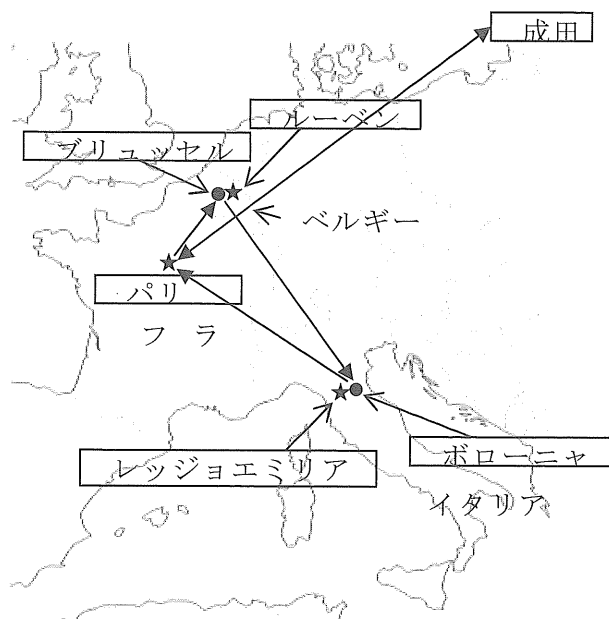 成田
ルーベン
ブリュッセル
ベルギー
パリ
フラ
レッジョエミリア
ボローニャ
イタリア